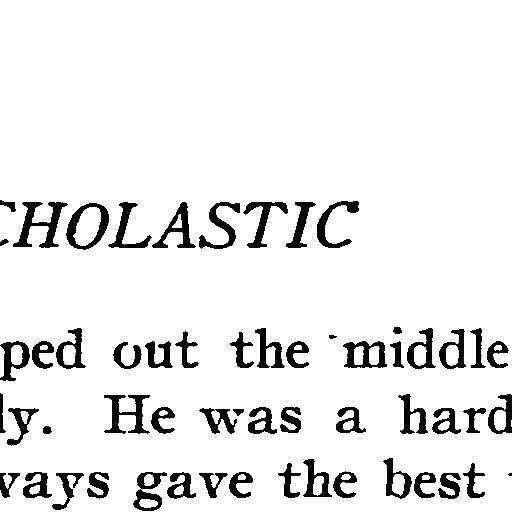 CHOLASTIC
ped out the middle
ly. He was a hard
ways gave the best